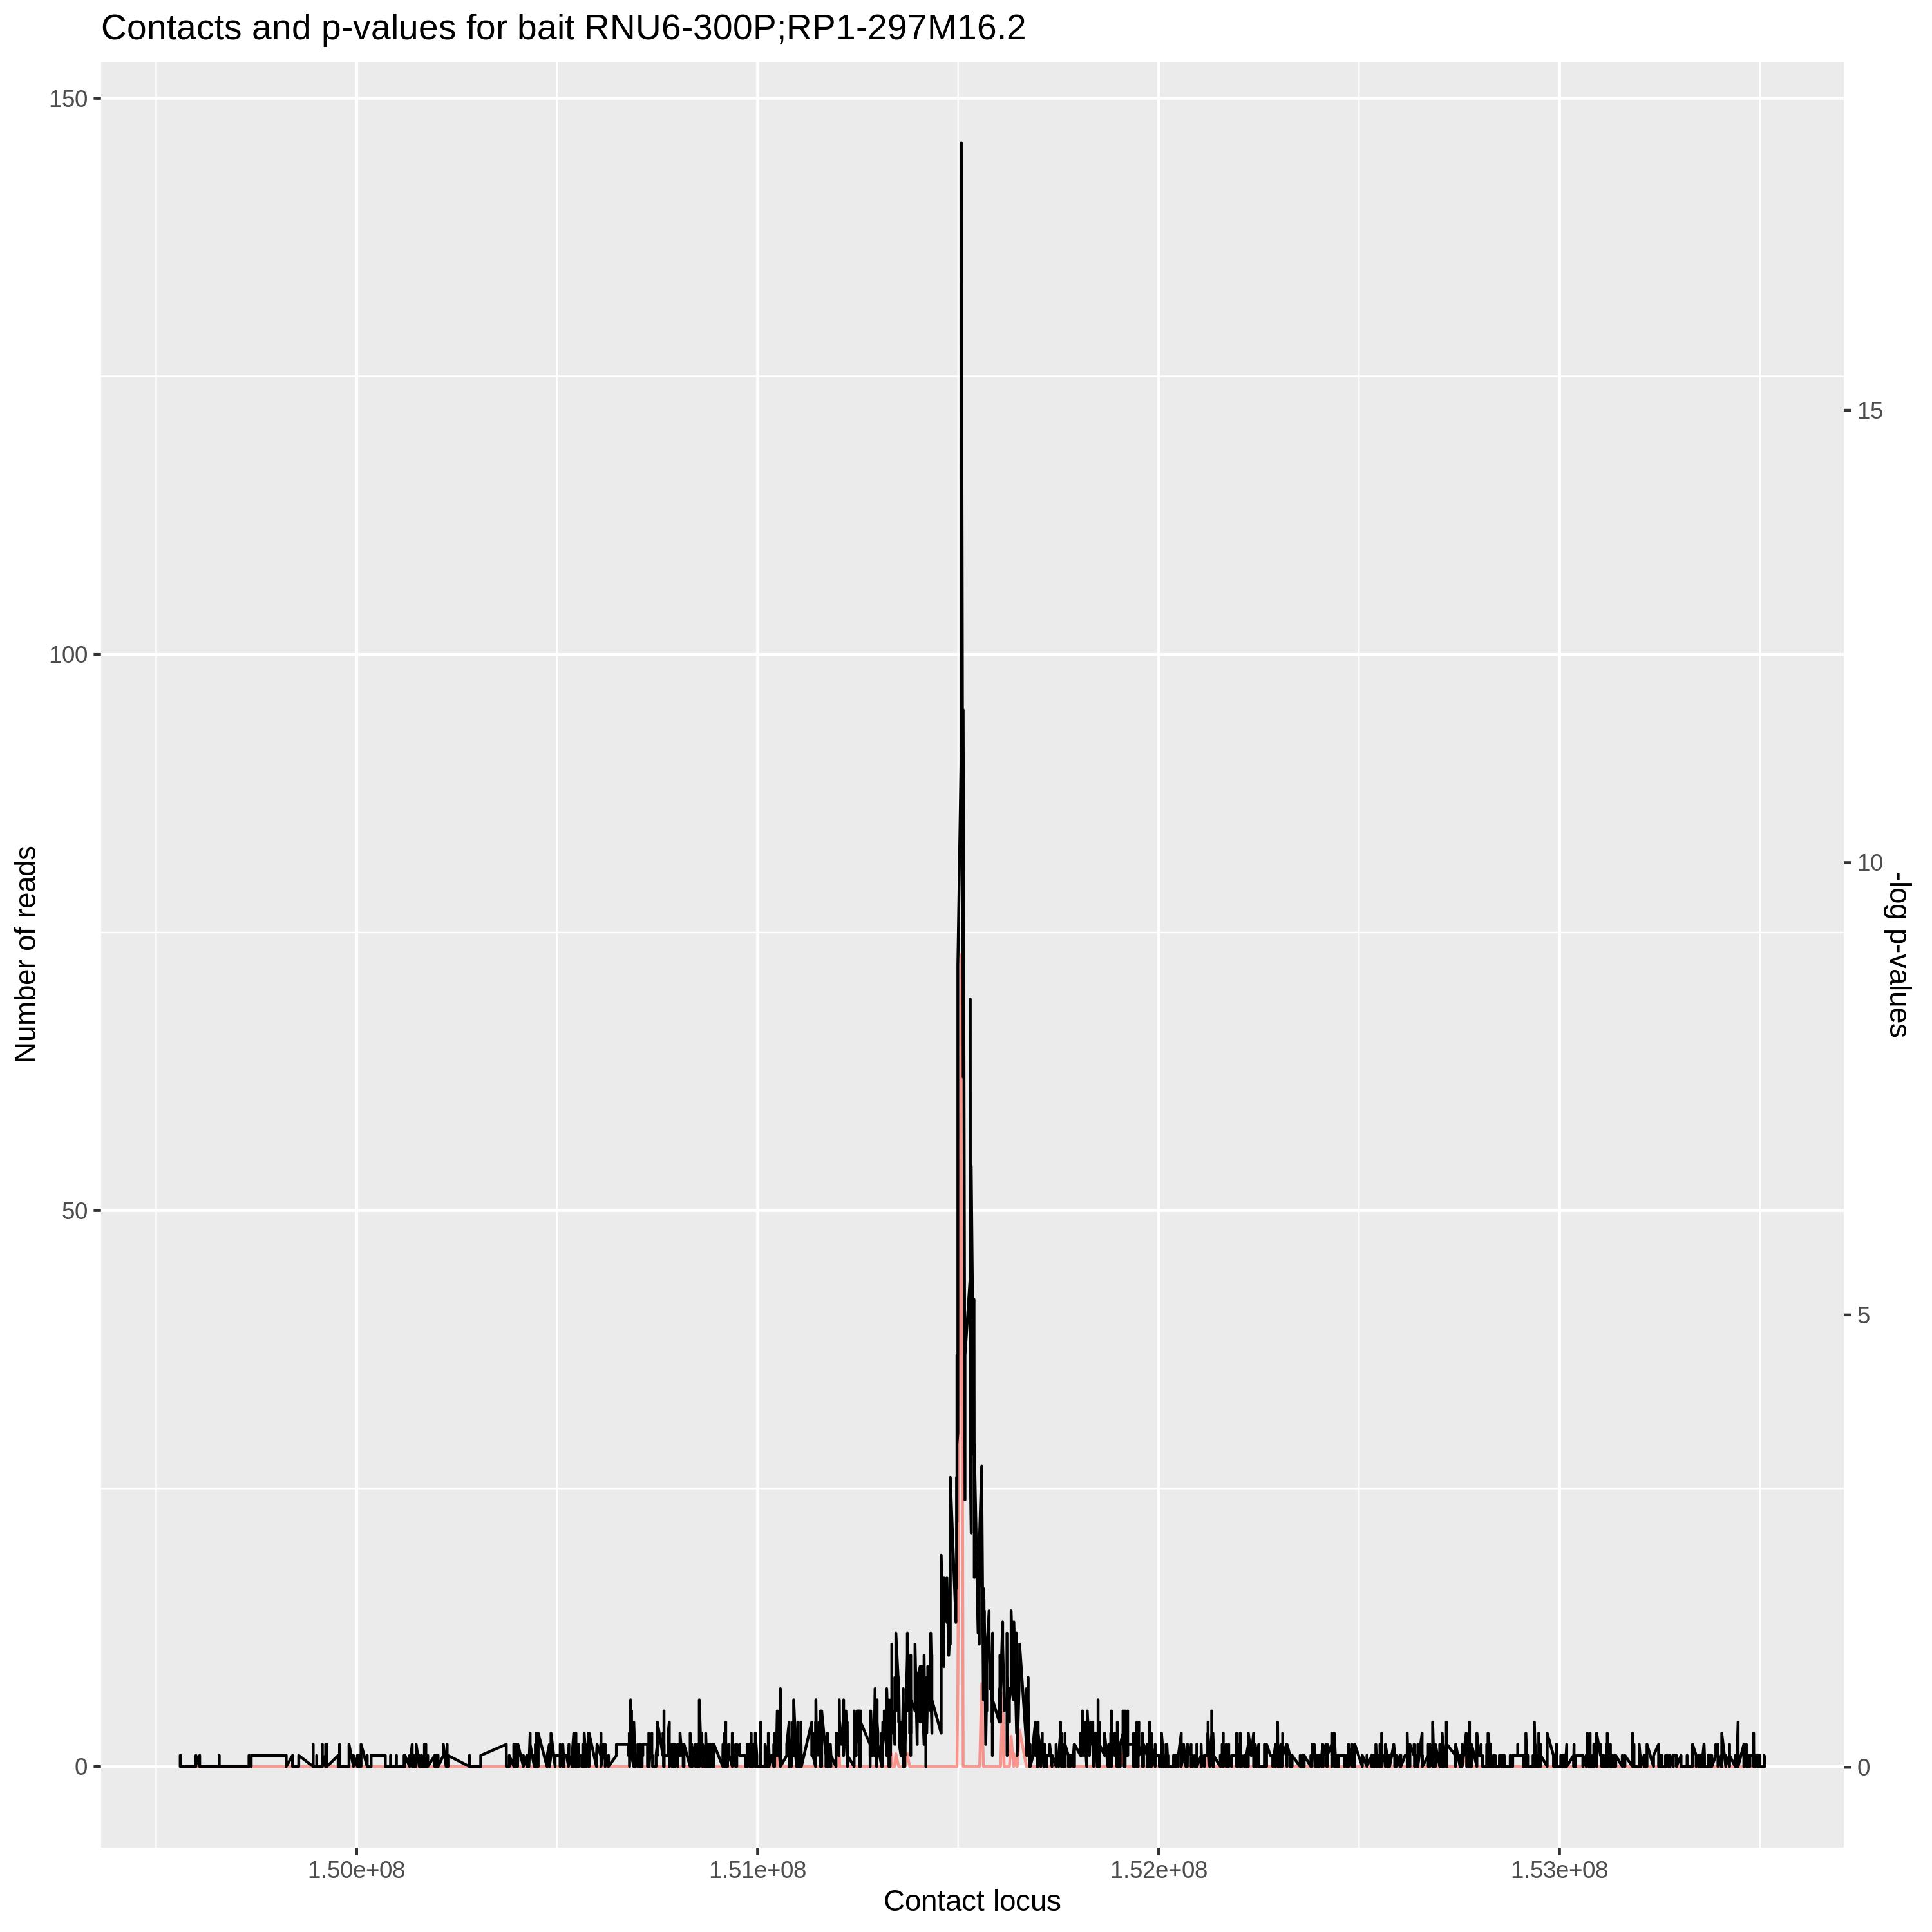 Contacts and p-values for bait RNU6-300P;RP1-297M16.2
150
100
50
0
Number of reads
15
10
5
0
-log p-values
1.50e+08
1.51e+08
1.52e+08
1.53e+08
Contact locus